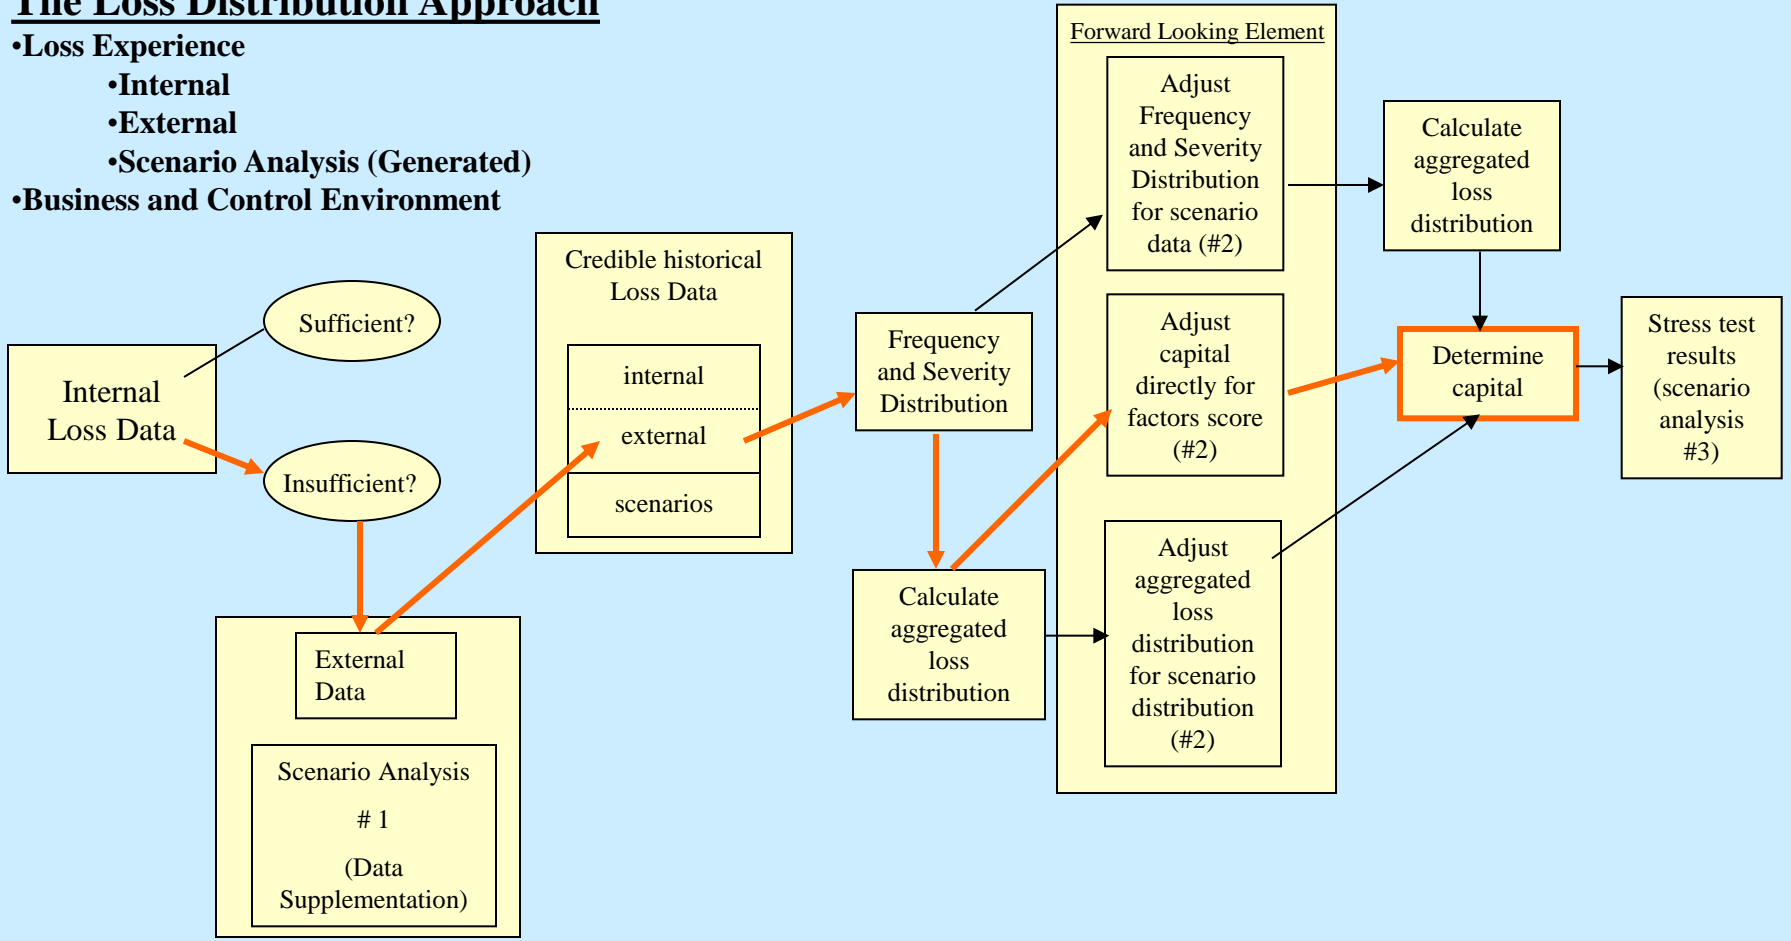 The Loss Distribution Approach
•Loss Experience
•Internal
•External
•Scenario Analysis (Generated)
•Business and Control Environment
Internal
Loss Data
Sufficient?
Insufficient?
External
Data
Scenario Analysis
# 1
(Data
Supplementation)
Credible historical
Loss Data
internal
external
scenarios
Frequency
and Severity
Distribution
Calculate
aggregated
loss
distribution
Forward Looking Element
Adjust
Frequency
and Severity
Distribution
for scenario
data (#2)
Adjust
capital
directly for
factors score
(#2)
Adjust
aggregated
loss
distribution
for scenario
distribution
(#2)
Calculate
aggregated
loss
distribution
Determine
capital
Stress test
results
(scenario
analysis
#3)